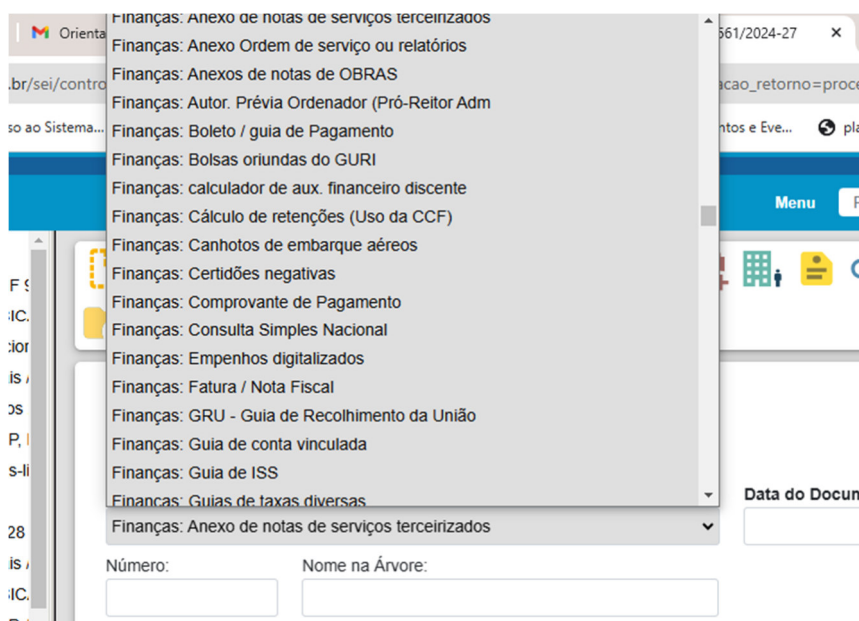 Finanças: Anexo de notas de serviços terceirizados
Orienta
561/2024-27
Finanças: Anexo Ordem de serviço ou relatórios
Finanças: Anexos de notas de OBRAS
.br/sei/contro
acao_retorno=proce
Finanças: Autor. Prévia Ordenador (Pró-Reitor Adm
so ao Sistema...
Finanças: Boleto / guia de Pagamento
ntos e Eve...
pla
Finanças: Bolsas oriundas do GURI
Finanças: calculador de aux. financeiro discente
Menu
Finanças: Cálculo de retenções (Uso da CCF)
Finanças: Canhotos de embarque aéreos
Finanças: Certidões negativas
Finanças: Comprovante de Pagamento
Finanças: Consulta Simples Nacional
Finanças: Empenhos digitalizados
Finanças: Fatura / Nota Fiscal
Finanças: GRU - Guia de Recolhimento da União
Finanças: Guia de conta vinculada
Finanças: Guia de ISS
Finanças: Guias de taxas diversas
Data do Docum
Finanças: Anexo de notas de serviços terceirizados
28
Número:
Nome na Árvore: